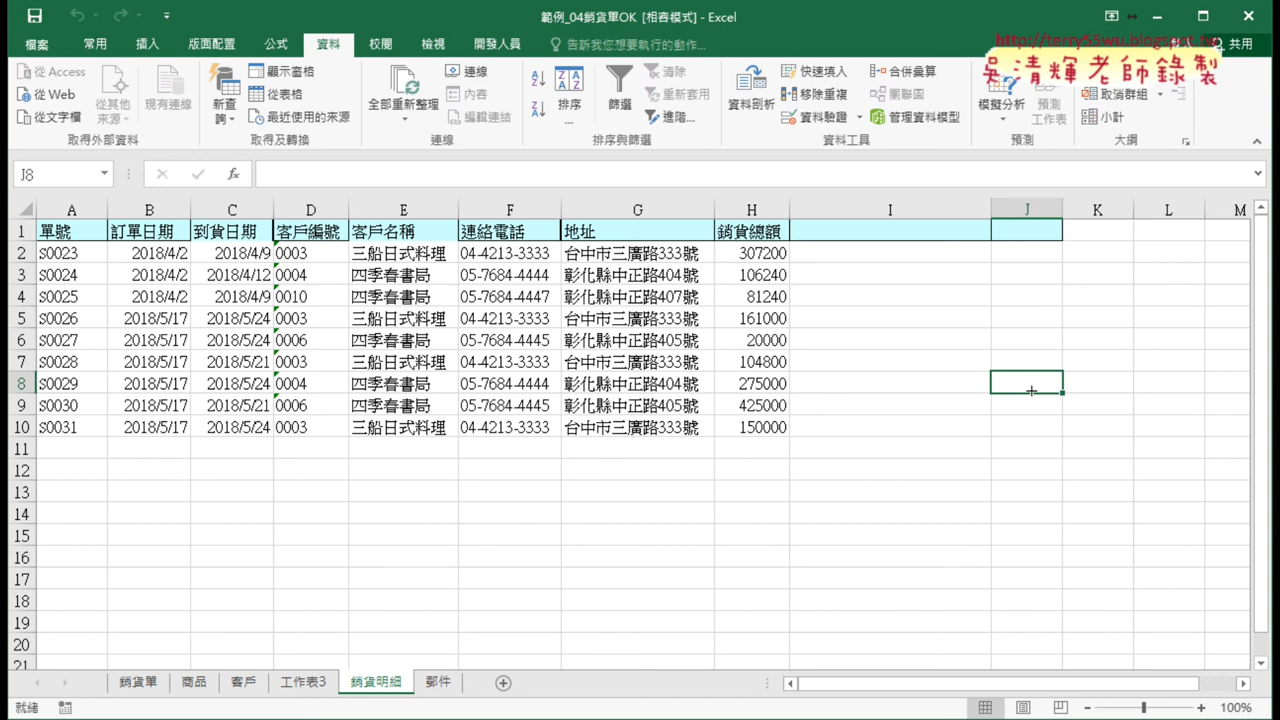 範例_04銷貨單OK [相容模式] - Excel
檔案 常用 插入 版面配置 公式 資料 校閱 檢視 開發人員 告訴我您想要執行的動作... 共用
http://terry55wu.blogspot.tw
吳清輝老師錄製
從 Access 從 Web 從文字檔 從其他來源 現有連線 取得外部資料
新查詢 顯示查詢 從表格 最近使用的來源 取得及轉換
全部重新整理 連線 內容 編輯連結 連線
排序... 篩選 清除 重新套用 進階... 排序與篩選
資料剖析 快速填入 移除重複 資料驗證 合併彙算 關聯圖 管理資料模型 資料工具
模擬分析 預測工作表 預測
取消群組 小計 大綱
J8 fx
A B C D E F G H I J K L M
1 單號 訂單日期 到貨日期 客戶編號 客戶名稱 連絡電話 地址 銷貨總額
2 S0023 2018/4/2 2018/4/9 0003 三船日式料理 04-4213-3333 台中市三廣路333號 307200
3 S0024 2018/4/2 2018/4/12 0004 四季春書局 05-7684-4444 彰化縣中正路404號 106240
4 S0025 2018/4/2 2018/4/9 0010 四季春書局 05-7684-4447 彰化縣中正路407號 81240
5 S0026 2018/5/17 2018/5/24 0003 三船日式料理 04-4213-3333 台中市三廣路333號 161000
6 S0027 2018/5/17 2018/5/24 0006 四季春書局 05-7684-4445 彰化縣中正路405號 20000
7 S0028 2018/5/17 2018/5/21 0003 三船日式料理 04-4213-3333 台中市三廣路333號 104800
8 S0029 2018/5/17 2018/5/24 0004 四季春書局 05-7684-4444 彰化縣中正路404號 275000
9 S0030 2018/5/17 2018/5/21 0006 四季春書局 05-7684-4445 彰化縣中正路405號 425000
10 S0031 2018/5/17 2018/5/24 0003 三船日式料理 04-4213-3333 台中市三廣路333號 150000
11
12
13
14
15
16
17
18
19
20
21
銷貨單 商品 客戶 工作表3 銷貨明細 郵件
就緒 100%